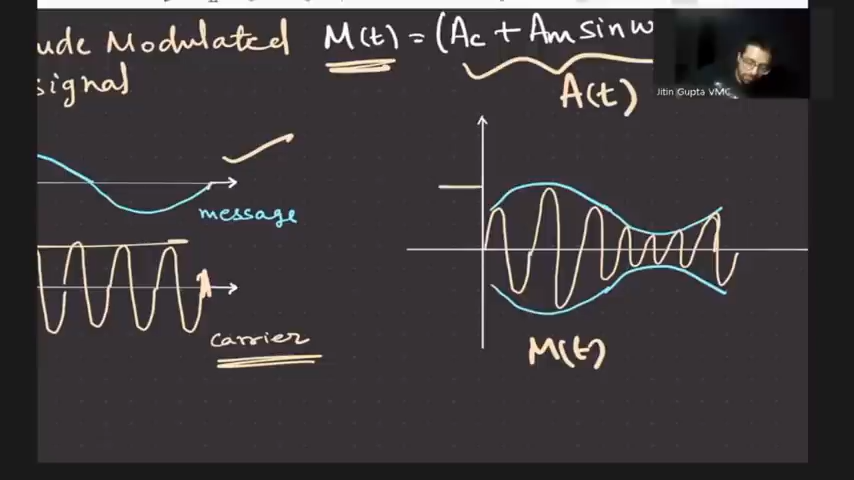 ude Modulated
signal
M(t) = (Ac + Am sin w
A(t)
Jitin Gupta VMC
message
carrier
M(t)